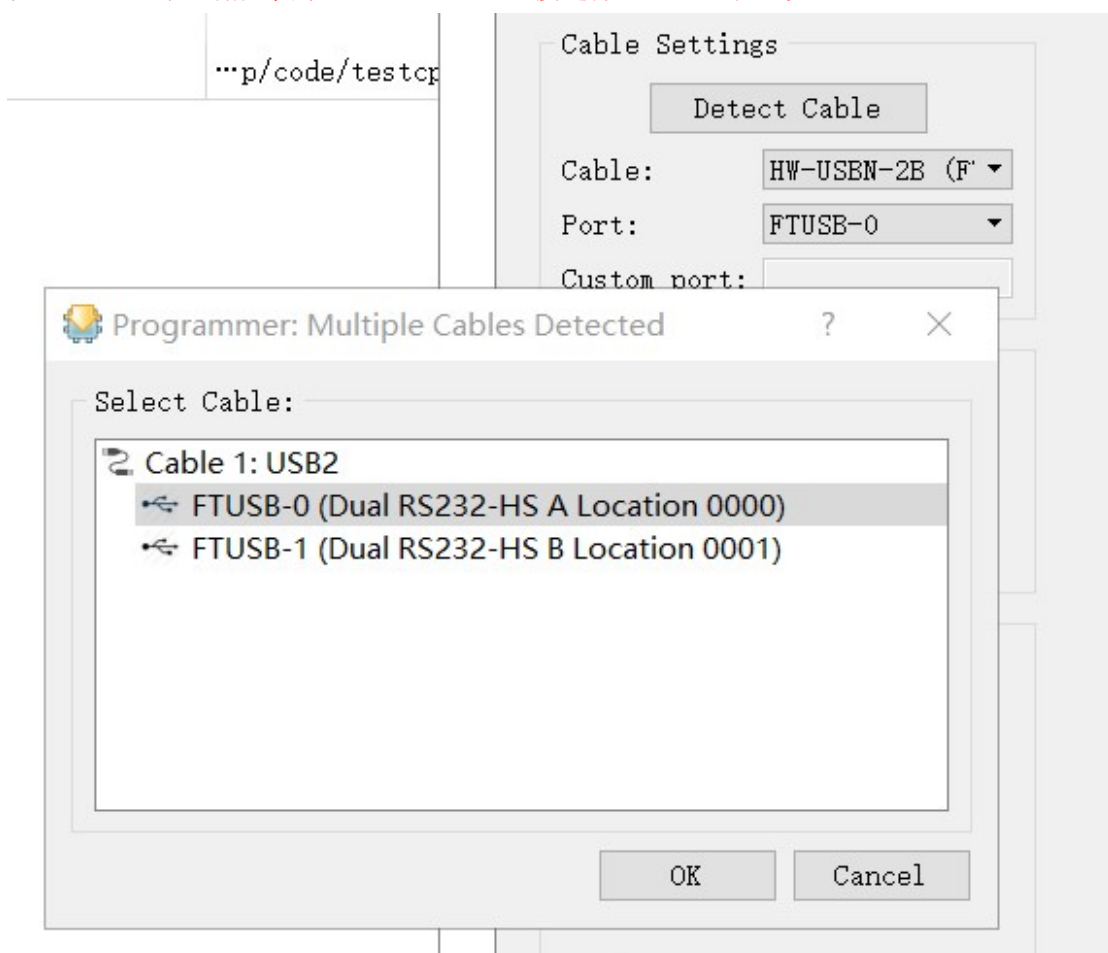 Cable Settings
…p/code/testcp
Detect Cable
Cable: HW-USBN-2B (F
Port: FTUSB-0
Custom port:
Programmer: Multiple Cables Detected ? ×
Select Cable:
Cable 1: USB2
FTUSB-0 (Dual RS232-HS A Location 0000)
FTUSB-1 (Dual RS232-HS B Location 0001)
OK Cancel